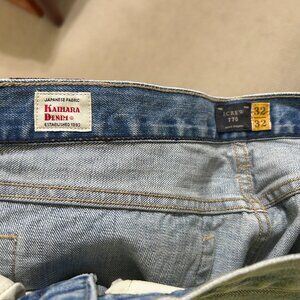 JAPANESE FABRIC
KAIHARA
DENIM
ESTABLISHED 1893
J.CREW
770
32
32